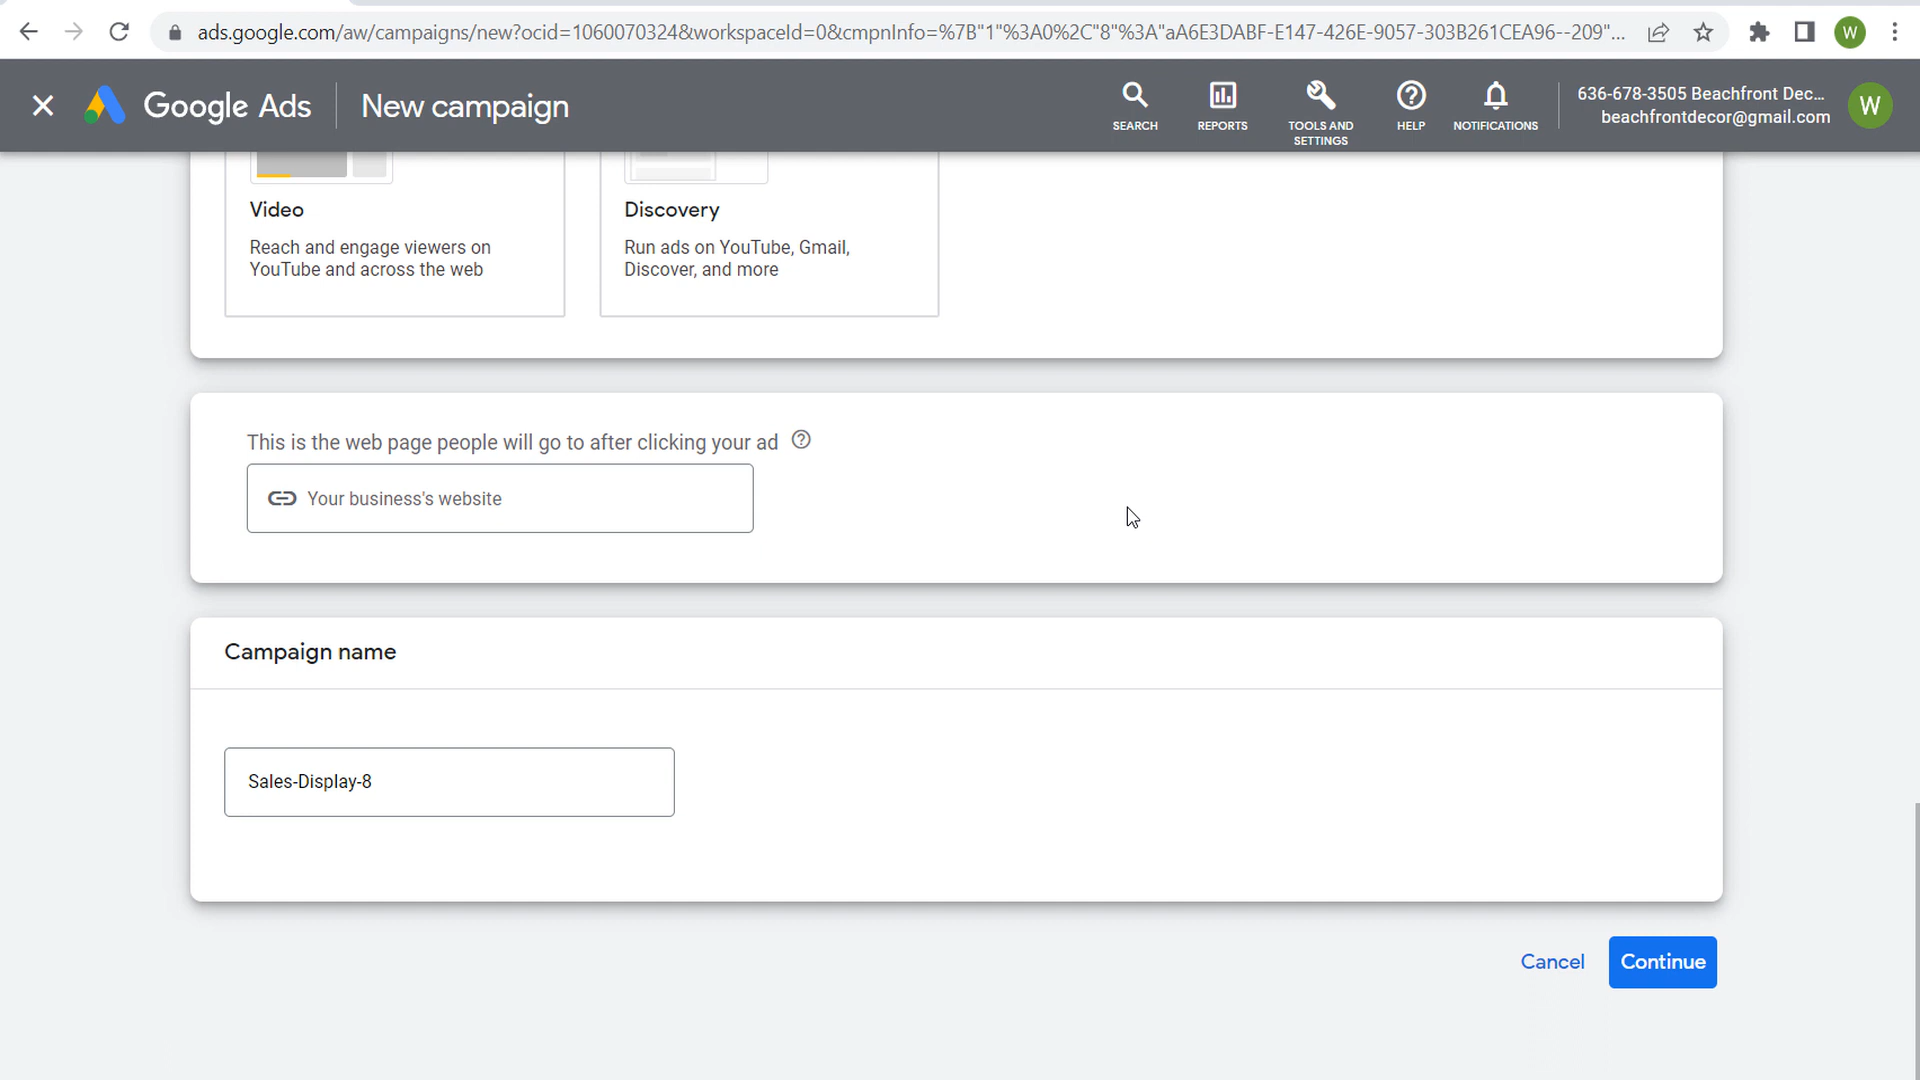 ads.google.com/aw/campaigns/new?ocid=1060070324&workspaceId=0&cmpnInfo=%7B"1"%3A0%2C"8"%3A"aA6E3DABF-E147-426E-9057-303B261CEA96--209"...
W
Google Ads
New campaign
SEARCH
REPORTS
TOOLS AND
SETTINGS
HELP
NOTIFICATIONS
636-678-3505 Beachfront Dec...
beachfrontdecor@gmail.com
W
Video
Reach and engage viewers on
YouTube and across the web
Discovery
Run ads on YouTube, Gmail,
Discover, and more
This is the web page people will go to after clicking your ad
Your business's website
Campaign name
Sales-Display-8
Cancel
Continue